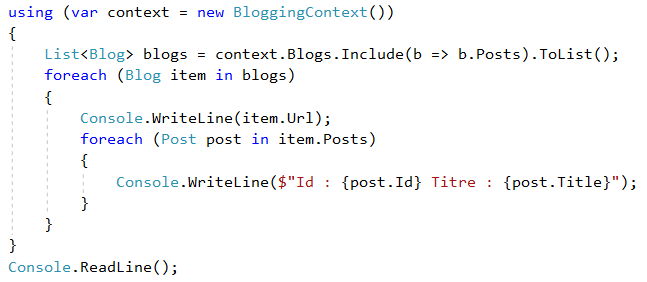 using (var context = new BloggingContext())
{
    List<Blog> blogs = context.Blogs.Include(b => b.Posts).ToList();
    foreach (Blog item in blogs)
    {
        Console.WriteLine(item.Url);
        foreach (Post post in item.Posts)
        {
            Console.WriteLine($"Id : {post.Id} Titre : {post.Title}");
        }
    }
}
Console.ReadLine();